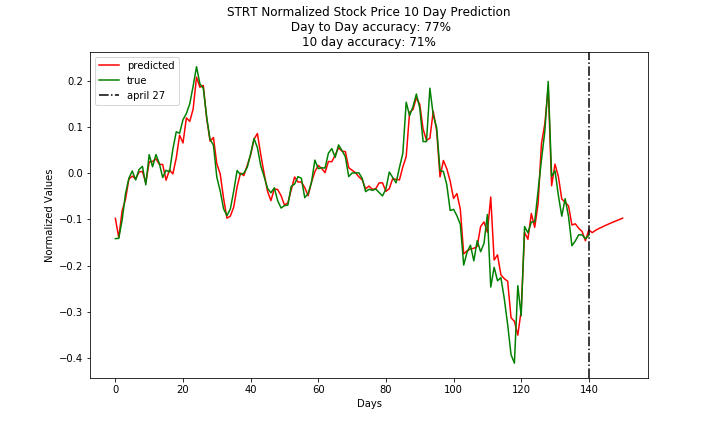 STRT Normalized Stock Price 10 Day Prediction
Day to Day accuracy: 77%
10 day accuracy: 71%
predicted
true
april 27
Normalized Values
0.2
0.1
0.0
−0.1
−0.2
−0.3
−0.4
0 20 40 60 80 100 120 140
Days